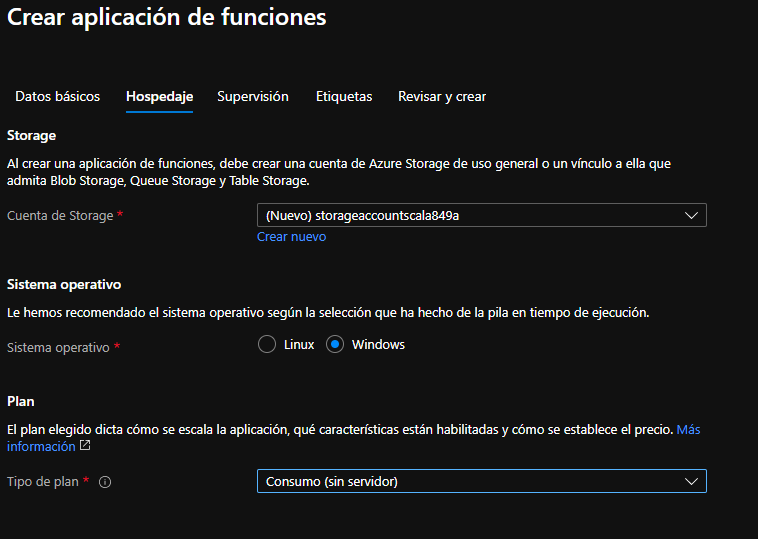 Crear aplicación de funciones
Datos básicos Hospedaje Supervisión Etiquetas Revisar y crear
Storage
Al crear una aplicación de funciones, debe crear una cuenta de Azure Storage de uso general o un vínculo a ella que
admita Blob Storage, Queue Storage y Table Storage.
Cuenta de Storage * (Nuevo) storageaccountscala849a
Crear nuevo
Sistema operativo
Le hemos recomendado el sistema operativo según la selección que ha hecho de la pila en tiempo de ejecución.
Sistema operativo * Linux Windows
Plan
El plan elegido dicta cómo se escala la aplicación, qué características están habilitadas y cómo se establece el precio. Más
información
Tipo de plan * Consumo (sin servidor)